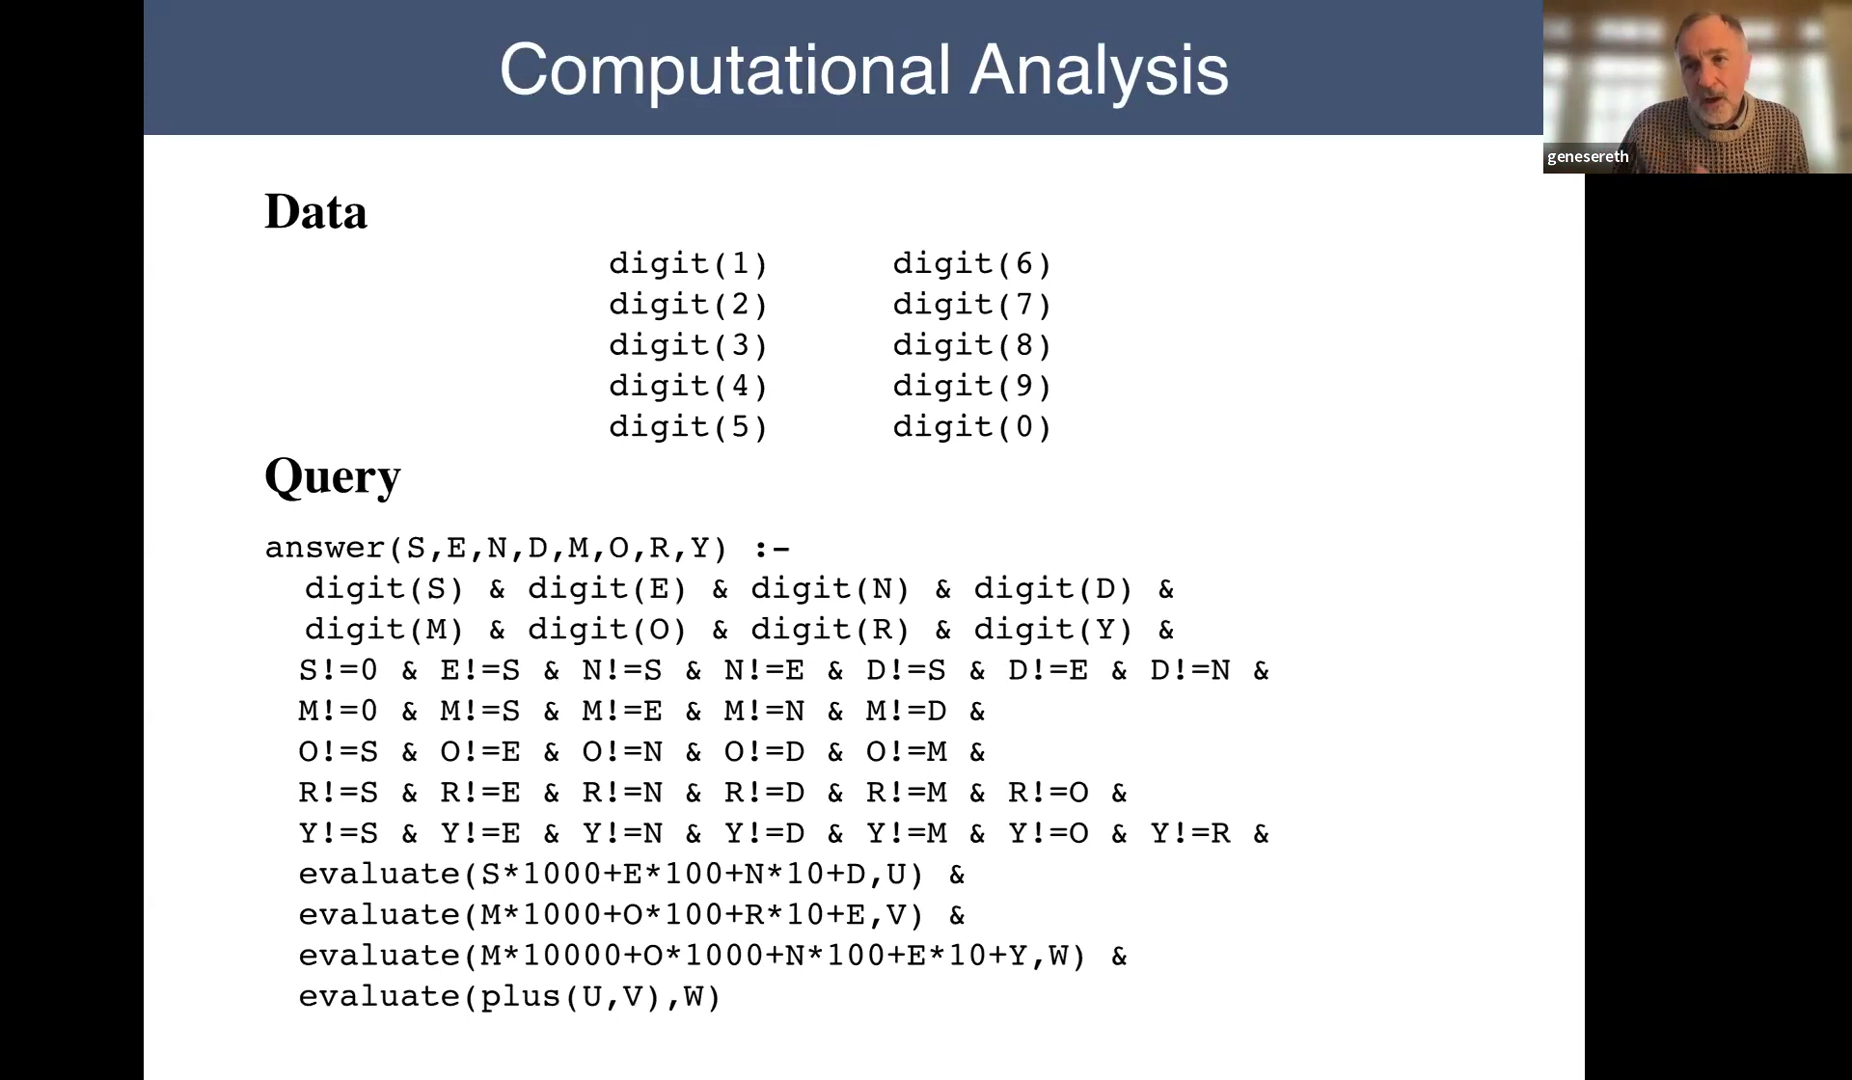 Computational Analysis
genesereth
Data
digit(1) digit(6)
digit(2) digit(7)
digit(3) digit(8)
digit(4) digit(9)
digit(5) digit(0)
Query
answer(S,E,N,D,M,O,R,Y) :-
digit(S) & digit(E) & digit(N) & digit(D) &
digit(M) & digit(O) & digit(R) & digit(Y) &
S!=0 & E!=S & N!=S & N!=E & D!=S & D!=E & D!=N &
M!=0 & M!=S & M!=E & M!=N & M!=D &
O!=S & O!=E & O!=N & O!=D & O!=M &
R!=S & R!=E & R!=N & R!=D & R!=M & R!=O &
Y!=S & Y!=E & Y!=N & Y!=D & Y!=M & Y!=O & Y!=R &
evaluate(S*1000+E*100+N*10+D,U) &
evaluate(M*1000+O*100+R*10+E,V) &
evaluate(M*10000+O*1000+N*100+E*10+Y,W) &
evaluate(plus(U,V),W)